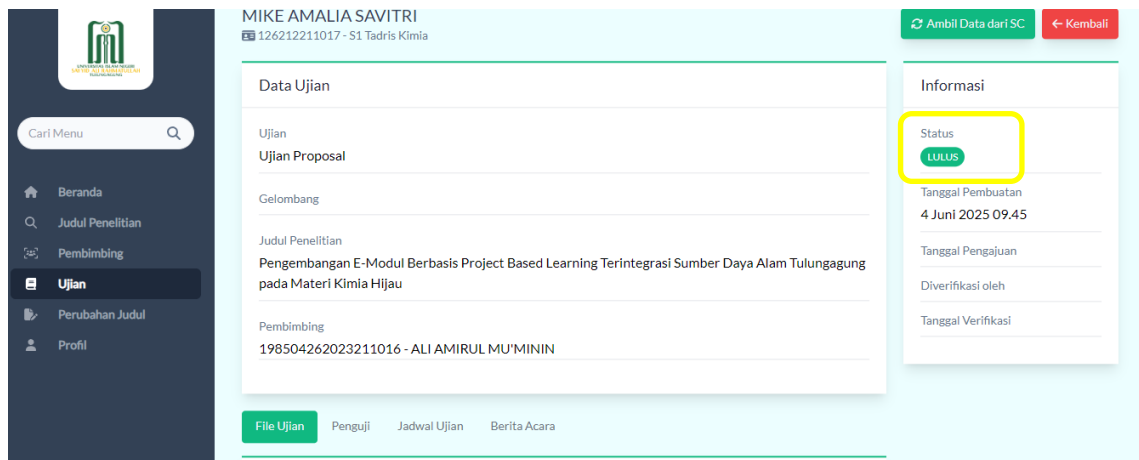 MIKE AMALIA SAVITRI
126212211017 - S1 Tadris Kimia
Ambil Data dari SC
Kembali
Cari Menu
Beranda
Judul Penelitian
Pembimbing
Ujian
Perubahan Judul
Profil
Data Ujian
Ujian
Ujian Proposal
Gelombang
Judul Penelitian
Pengembangan E-Modul Berbasis Project Based Learning Terintegrasi Sumber Daya Alam Tulungagung
pada Materi Kimia Hijau
Pembimbing
198504262023211016 - ALI AMIRUL MU'MININ
Informasi
Status
LULUS
Tanggal Pembuatan
4 Juni 2025 09.45
Tanggal Pengajuan
Diverifikasi oleh
Tanggal Verifikasi
File Ujian
Penguji
Jadwal Ujian
Berita Acara